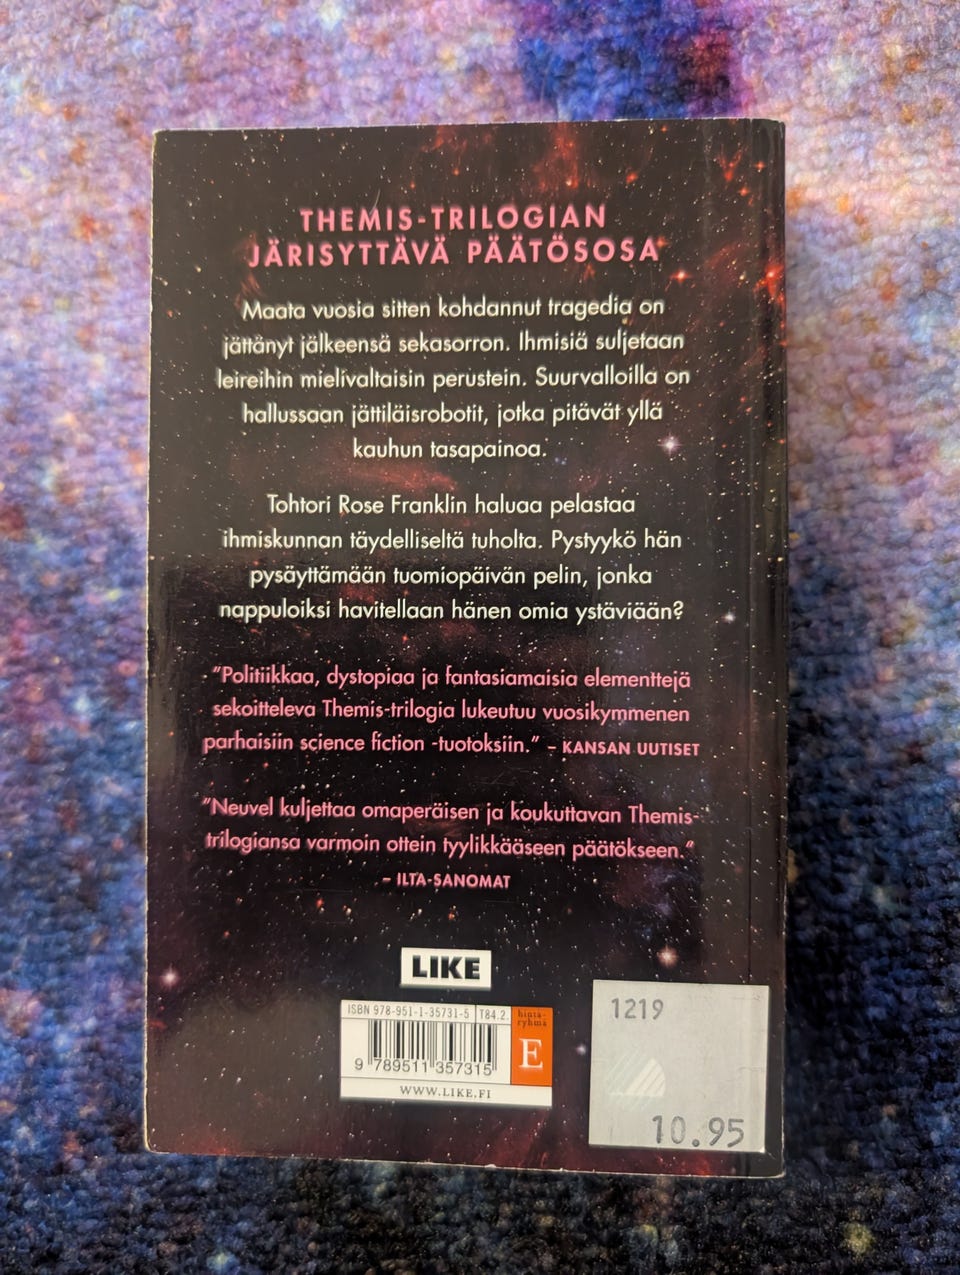 THEMIS-TRILOGIAN
JÄRISYTTÄVÄ PÄÄTÖSOSA
Maata vuosia sitten kohdannut tragedia on
jättänyt jälkeensä sekasorron. Ihmisiä suljetaan
leireihin mielivaltaisin perustein. Suurvalloilla on
hallussaan jättiläisrobotit, jotka pitävät yllä
kauhun tasapainoa.
Tohtori Rose Franklin haluaa pelastaa
ihmiskunnan täydelliseltä tuholta. Pystyykö hän
pysäyttämään tuomiopäivän pelin, jonka
nappuloiksi havitellaan hänen omia ystäviään?
”Politiikkaa, dystopiaa ja fantasiamaisia elementtejä
sekoitteleva Themis-trilogia lukeutuu vuosikymmenen
parhaisiin science fiction -tuotoksiin.” – KANSAN UUTISET
”Neuvel kuljettaa omaperäisen ja koukuttavan Themis-
trilogiansa varmoin ottein tyylikkääseen päätökseen.”
– ILTA-SANOMAT
LIKE
ISBN 978-951-1-35731-5 T84.2
hinta-
ryhmä
E
9 789511 357315
WWW.LIKE.FI
1219
10.95